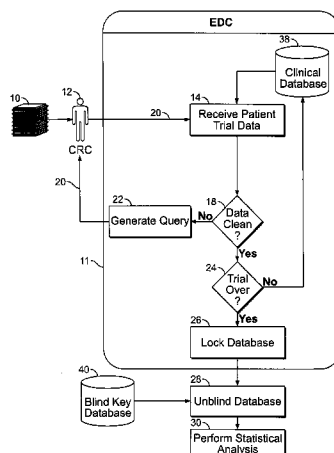 EDC
38
Clinical
Database
10
12
CRC
20
14
Receive Patient
Trial Data
20
22
Generate Query
No
18
Data
Clean
?
Yes
24
Trial
Over
?
No
Yes
11
26
Lock Database
40
Blind Key
Database
28
Unblind Database
30
Perform Statistical
Analysis